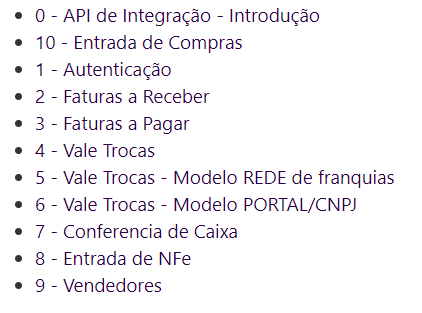 0 - API de Integração - Introdução
10 - Entrada de Compras
1 - Autenticação
2 - Faturas a Receber
3 - Faturas a Pagar
4 - Vale Trocas
5 - Vale Trocas - Modelo REDE de franquias
6 - Vale Trocas - Modelo PORTAL/CNPJ
7 - Conferencia de Caixa
8 - Entrada de NFe
9 - Vendedores